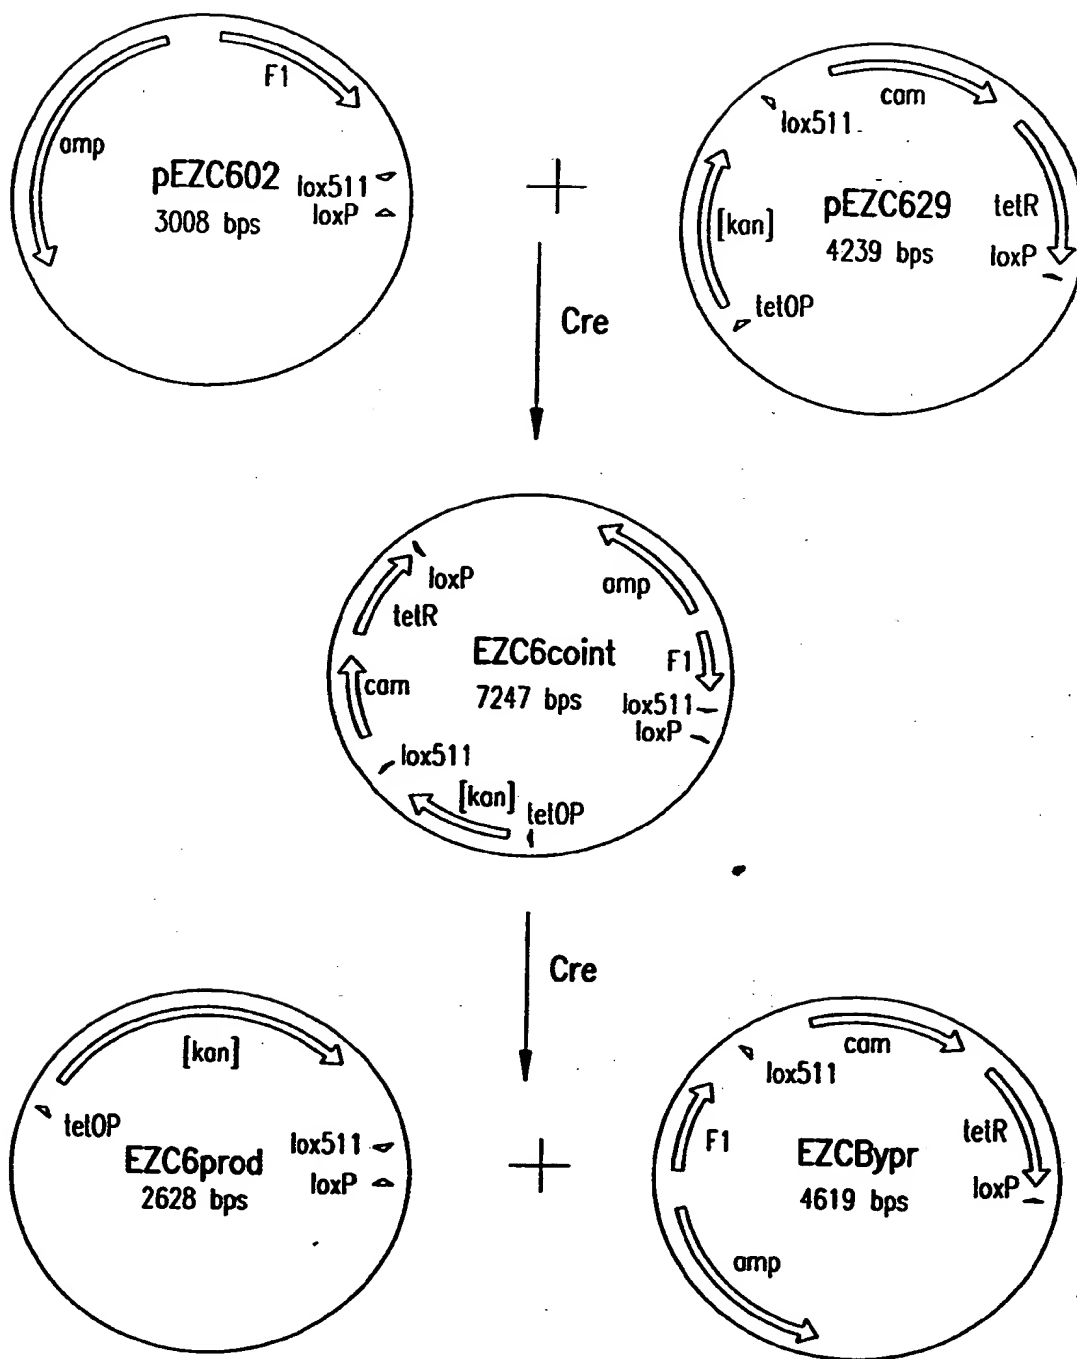 F1
amp
pEZC602
3008 bps
lox511
loxP
cam
lox511
tetR
pEZC629
4239 bps
[kan]
loxP
tetOP
Cre
loxP
tetR
amp
EZC6coint
7247 bps
F1
cam
lox511
loxP
lox511
[kan]
tetOP
Cre
[kan]
tetOP
lox511
EZC6prod
2628 bps
loxP
cam
lox511
F1
tetR
EZCBypr
4619 bps
loxP
amp